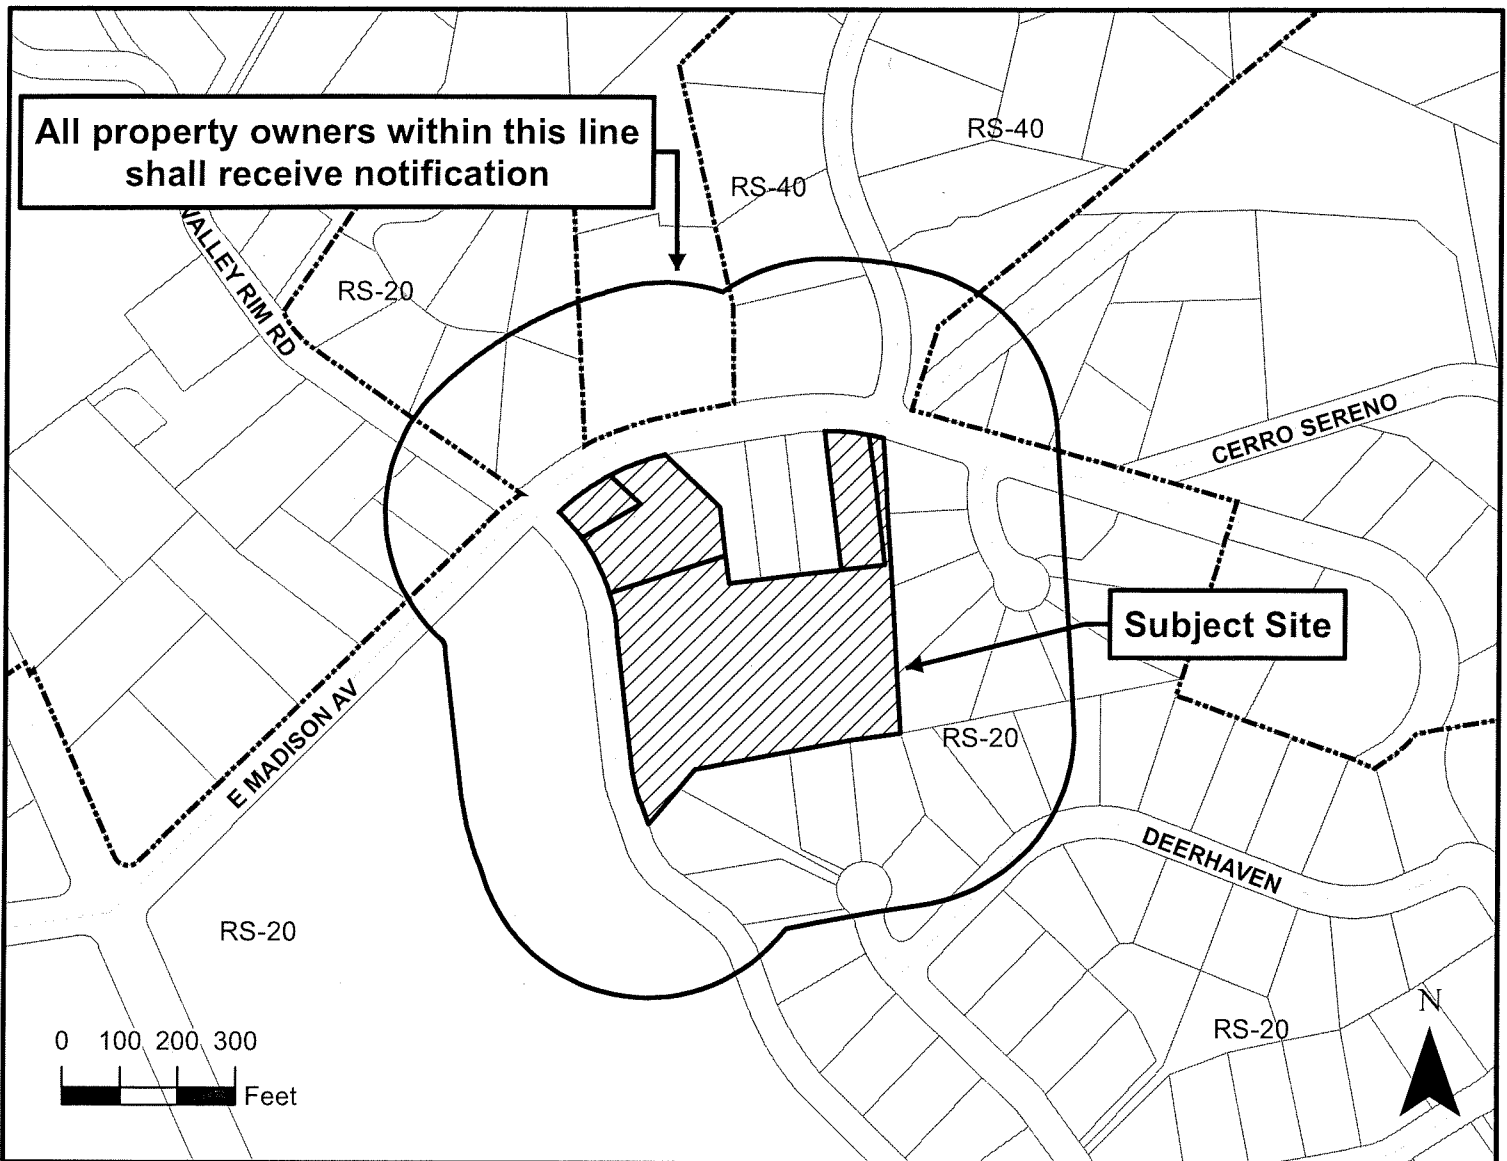 All property owners within this line
shall receive notification
RS-40
RS-40
VALLEY RIM RD
RS-20
CERRO SERENO
Subject Site
E MADISON AV
RS-20
DEERHAVEN
RS-20
RS-20
N
0 100 200 300
Feet